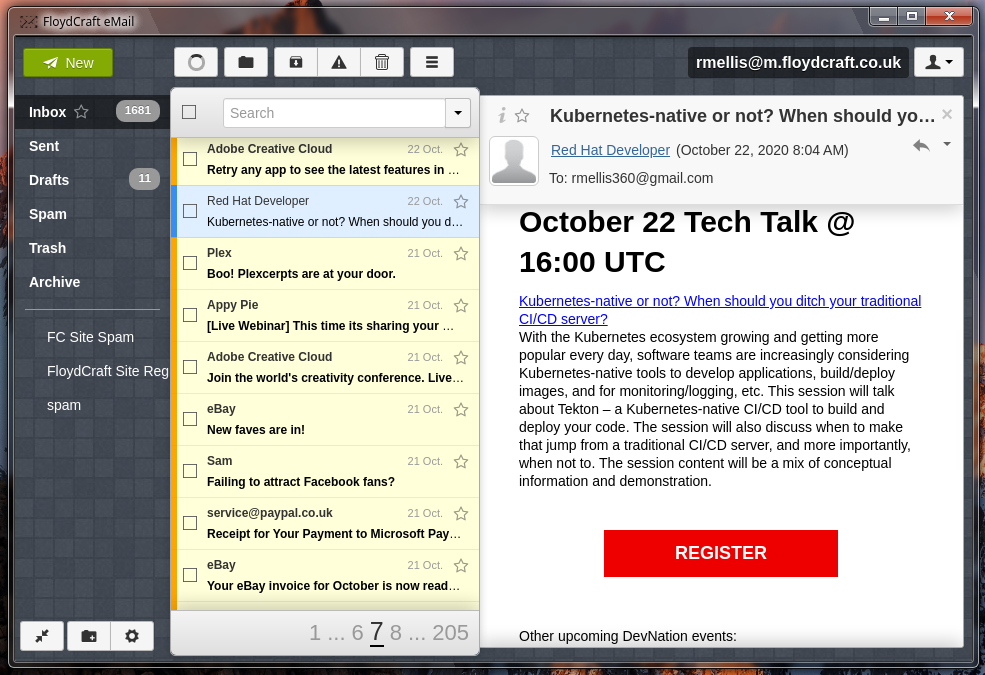 FloydCraft eMail
New
rmellis@m.floydcraft.co.uk
Inbox 1681
Sent
Drafts 11
Spam
Trash
Archive
FC Site Spam
FloydCraft Site Reg
spam
Search
Adobe Creative Cloud 22 Oct.
Retry any app to see the latest features in …
Red Hat Developer 22 Oct.
Kubernetes-native or not? When should you d…
Plex 21 Oct.
Boo! Plexcerpts are at your door.
Appy Pie 21 Oct.
[Live Webinar] This time its sharing your …
Adobe Creative Cloud 21 Oct.
Join the world's creativity conference. Live…
eBay 21 Oct.
New faves are in!
Sam 21 Oct.
Failing to attract Facebook fans?
service@paypal.co.uk 21 Oct.
Receipt for Your Payment to Microsoft Pay…
eBay 21 Oct.
Your eBay invoice for October is now read…
1 ... 6 7 8 ... 205
Kubernetes-native or not? When should yo…
Red Hat Developer (October 22, 2020 8:04 AM)
To: rmellis360@gmail.com
October 22 Tech Talk @
16:00 UTC
Kubernetes-native or not? When should you ditch your traditional
CI/CD server?
With the Kubernetes ecosystem growing and getting more
popular every day, software teams are increasingly considering
Kubernetes-native tools to develop applications, build/deploy
images, and for monitoring/logging, etc. This session will talk
about Tekton – a Kubernetes-native CI/CD tool to build and
deploy your code. The session will also discuss when to make
that jump from a traditional CI/CD server, and more importantly,
when not to. The session content will be a mix of conceptual
information and demonstration.
REGISTER
Other upcoming DevNation events: